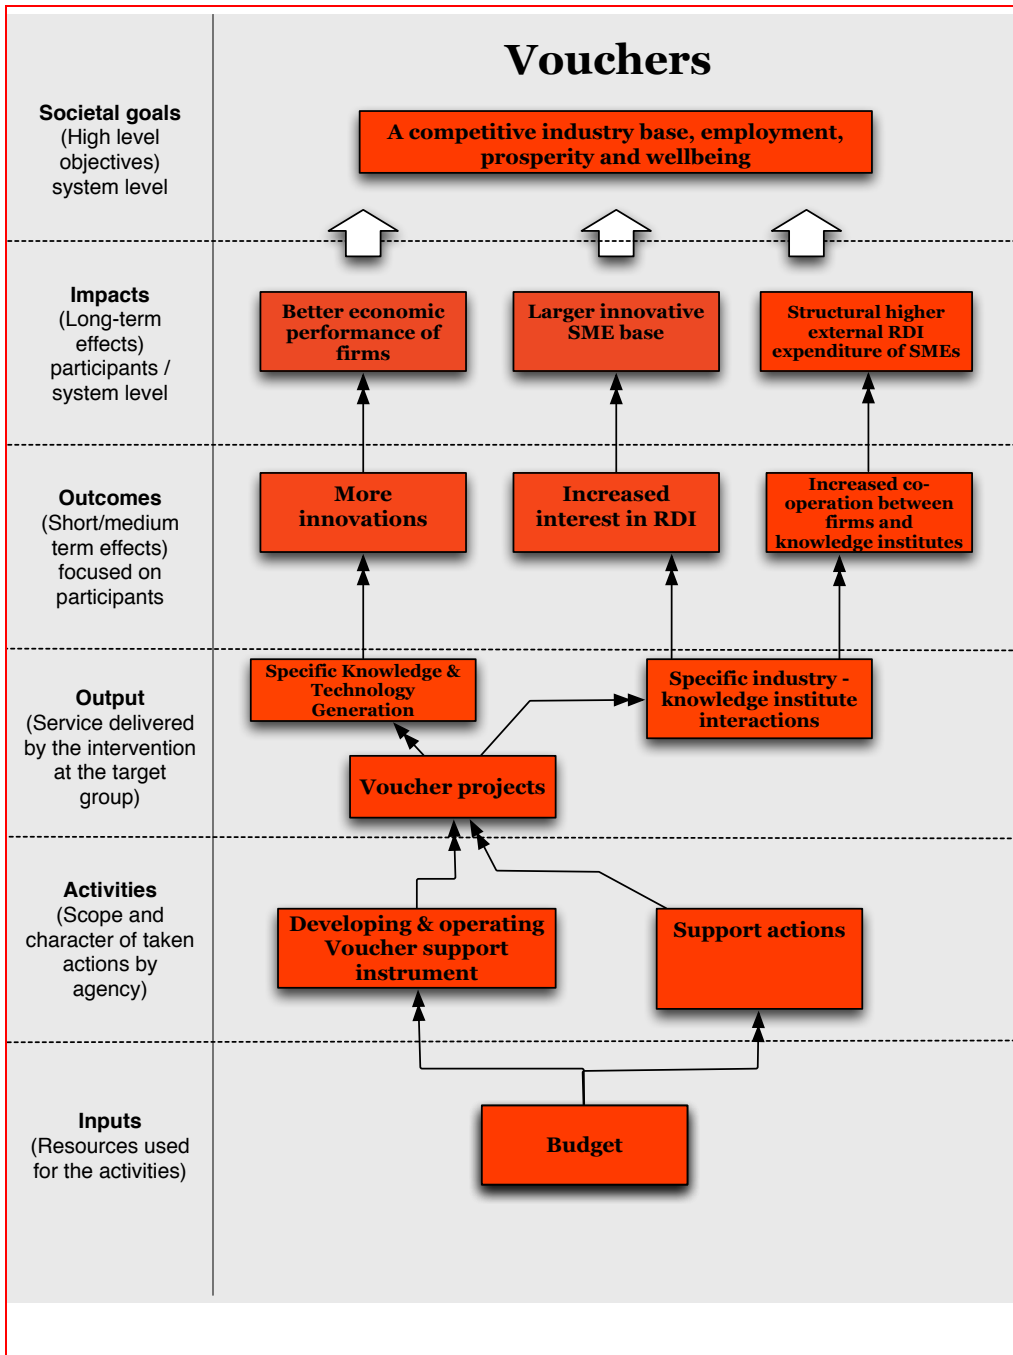 Vouchers
Societal goals
(High level
objectives)
system level
A competitive industry base, employment,
prosperity and wellbeing
Impacts
(Long-term
effects)
participants /
system level
Better economic
performance of
firms
Larger innovative
SME base
Structural higher
external RDI
expenditure of SMEs
Outcomes
(Short/medium
term effects)
focused on
participants
More
innovations
Increased
interest in RDI
Increased co-
operation between
firms and
knowledge institutes
Output
(Service delivered
by the intervention
at the target
group)
Specific Knowledge &
Technology
Generation
Specific industry -
knowledge institute
interactions
Voucher projects
Activities
(Scope and
character of taken
actions by
agency)
Developing & operating
Voucher support
instrument
Support actions
Inputs
(Resources used
for the activities)
Budget